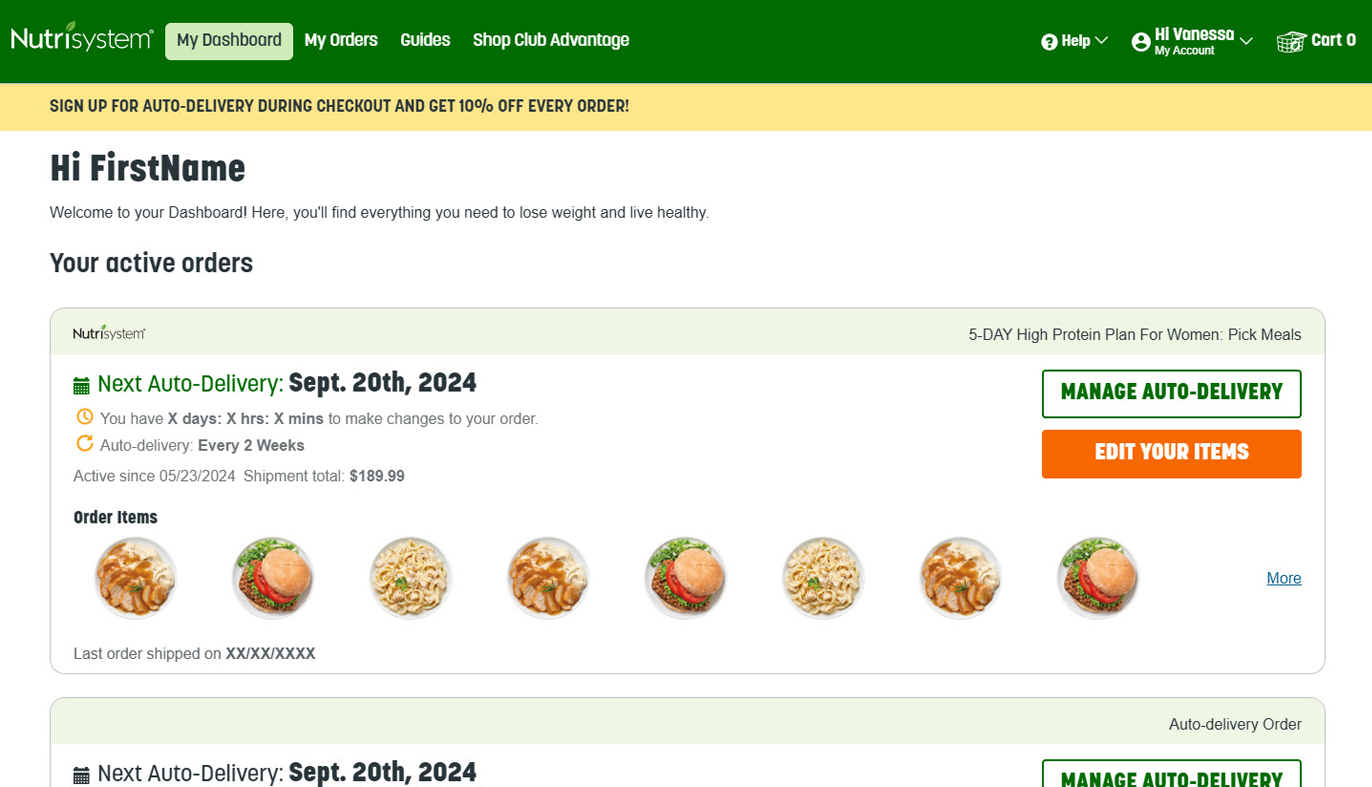 Nutrisystem® My Dashboard My Orders Guides Shop Club Advantage Help Hi Vanessa My Account Cart 0
SIGN UP FOR AUTO-DELIVERY DURING CHECKOUT AND GET 10% OFF EVERY ORDER!
Hi FirstName
Welcome to your Dashboard! Here, you'll find everything you need to lose weight and live healthy.
Your active orders
Nutrisystem® 5-DAY High Protein Plan For Women: Pick Meals
Next Auto-Delivery: Sept. 20th, 2024
MANAGE AUTO-DELIVERY
You have X days: X hrs: X mins to make changes to your order.
Auto-delivery: Every 2 Weeks
EDIT YOUR ITEMS
Active since 05/23/2024 Shipment total: $189.99
Order Items
More
Last order shipped on XX/XX/XXXX
Auto-delivery Order
Next Auto-Delivery: Sept. 20th, 2024
MANAGE AUTO-DELIVERY